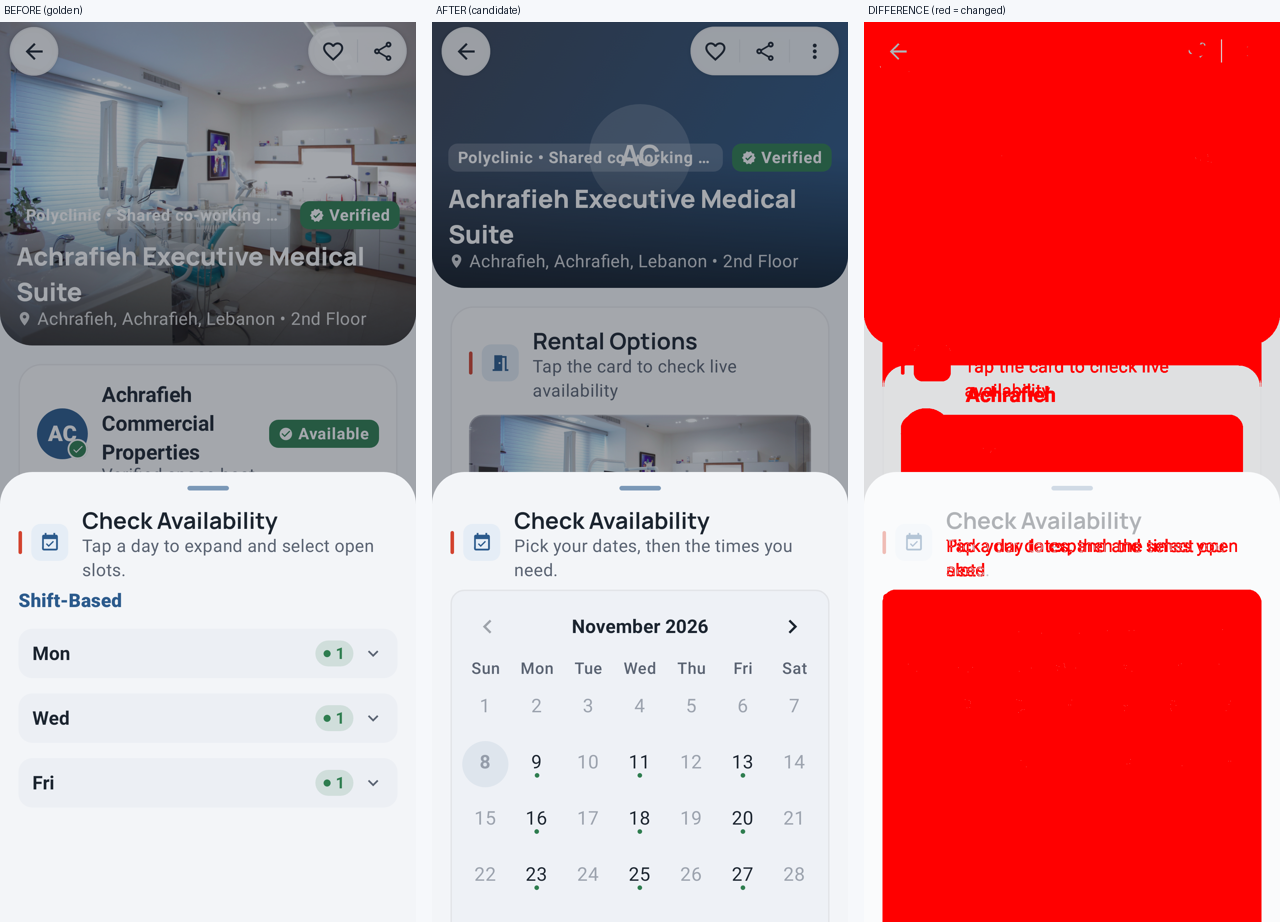 BEFORE (golden)
Polyclinic • Shared co-working ...
Verified
Achrafieh Executive Medical
Suite
Achrafieh, Achrafieh, Lebanon • 2nd Floor
AC
Achrafieh
Commercial
Properties
Available
Verified space host
Check Availability
Tap a day to expand and select open
slots.
Shift-Based
Mon
1
Wed
1
Fri
1
AFTER (candidate)
AC
Polyclinic • Shared co-working ...
Verified
Achrafieh Executive Medical
Suite
Achrafieh, Achrafieh, Lebanon • 2nd Floor
Rental Options
Tap the card to check live
availability
Check Availability
Pick your dates, then the times you
need.
November 2026
Sun Mon Tue Wed Thu Fri Sat
1 2 3 4 5 6 7
8 9 10 11 12 13 14
15 16 17 18 19 20 21
22 23 24 25 26 27 28
DIFFERENCE (red = changed)
Tap the card to check live
availability
Achrafieh
Check Availability